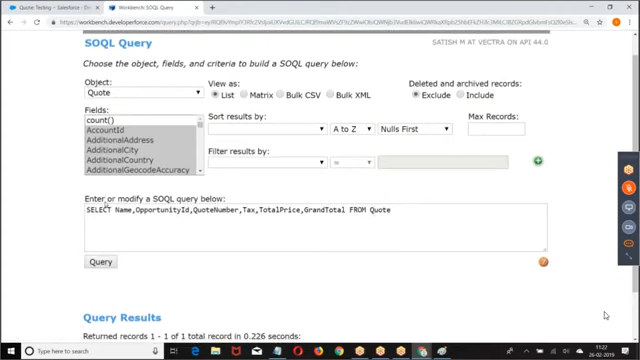 Quote Testing ~ Salesforce - De
Workbench
https://workbench.developerforce.com/query.php
SOQL Query
SATISH M AT VECTRA ON API 44.0
Choose the object, fields, and criteria to build a SOQL query below:
Object:
View as:
Deleted and archived records:
Quote
List Matrix Bulk CSV Bulk XML
Exclude Include
Fields:
Sort results by:
Max Records:
count()
AccountId
A to Z
Nulls First
AdditionalAddress
AdditionalCity
Filter results by:
AdditionalCountry
=
AdditionalGeocodeAccuracy
Enter or modify a SOQL query below:
SELECT Name,OpportunityId,QuoteNumber,Tax,TotalPrice,GrandTotal FROM Quote
Query
Query Results
Returned records 1 - 1 of 1 total record in 0.226 seconds:
Type here to search
11:22
26-02-2019